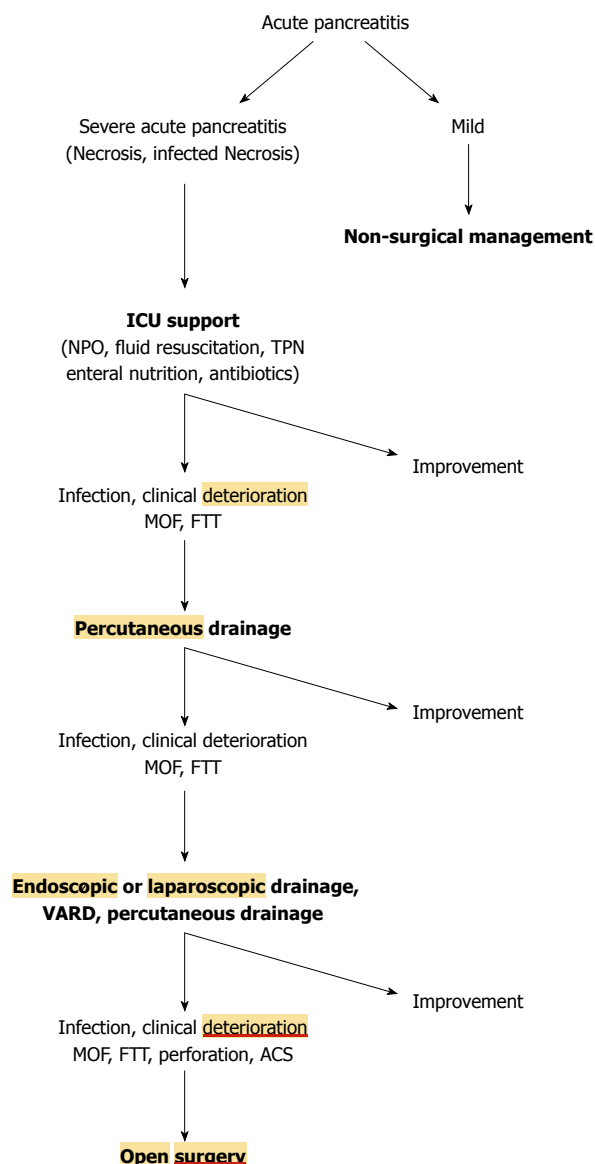 Acute pancreatitis
Severe acute pancreatitis
(Necrosis, infected Necrosis)
Mild
Non-surgical management
ICU support
(NPO, fluid resuscitation, TPN
enteral nutrition, antibiotics)
Improvement
Infection, clinical deterioration
MOF, FTT
Percutaneous drainage
Improvement
Infection, clinical deterioration
MOF, FTT
Endoscopic or laparoscopic drainage,
VARD, percutaneous drainage
Improvement
Infection, clinical deterioration
MOF, FTT, perforation, ACS
Open surgery